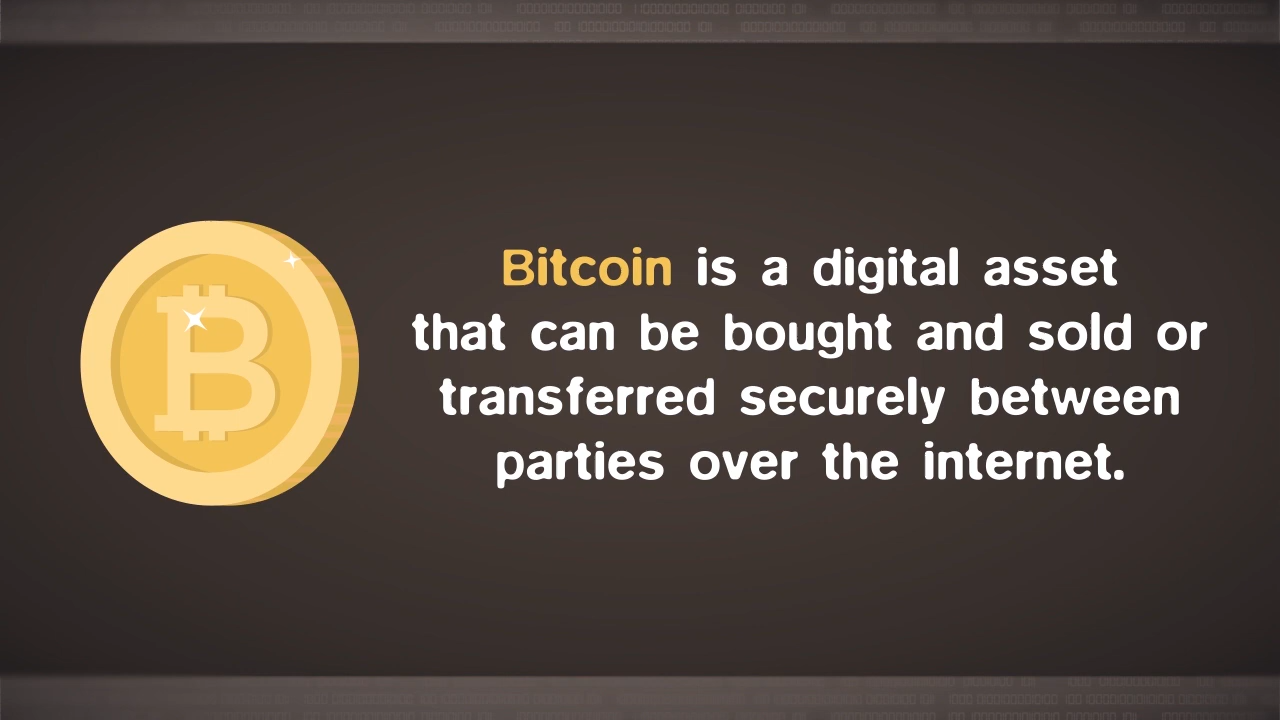 Bitcoin is a digital asset
that can be bought and sold or
transferred securely between
parties over the internet.